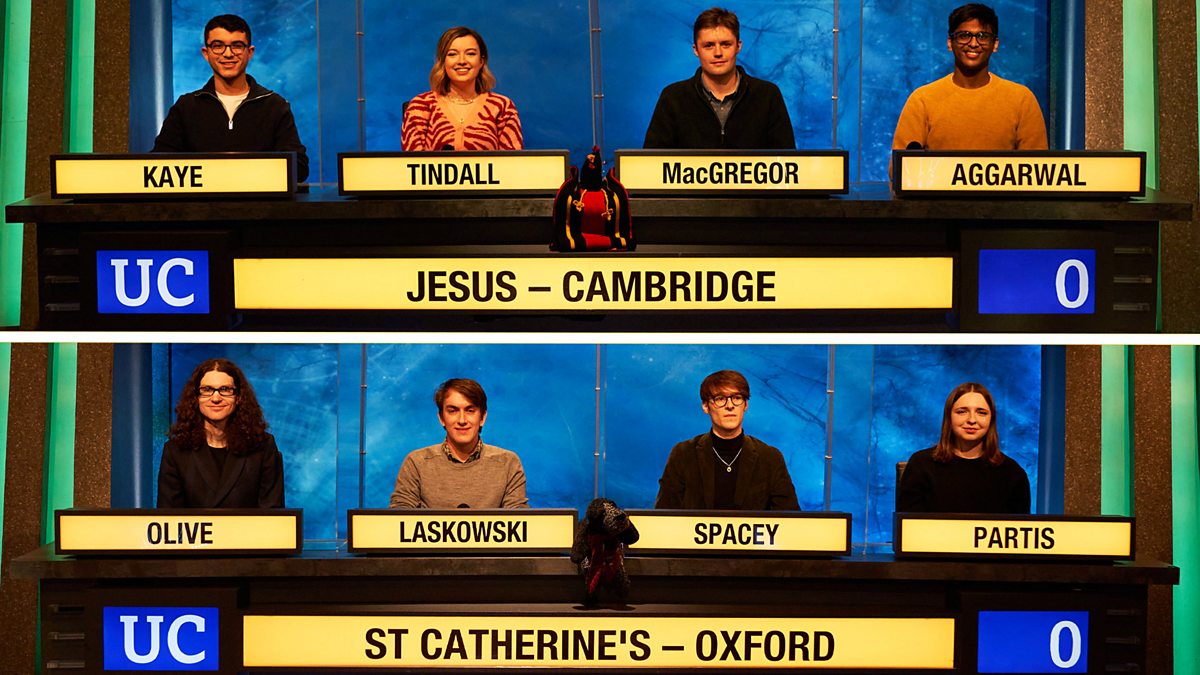 KAYE
TINDALL
MacGREGOR
AGGARWAL
UC
JESUS – CAMBRIDGE
0
OLIVE
LASKOWSKI
SPACEY
PARTIS
UC
ST CATHERINE'S – OXFORD
0